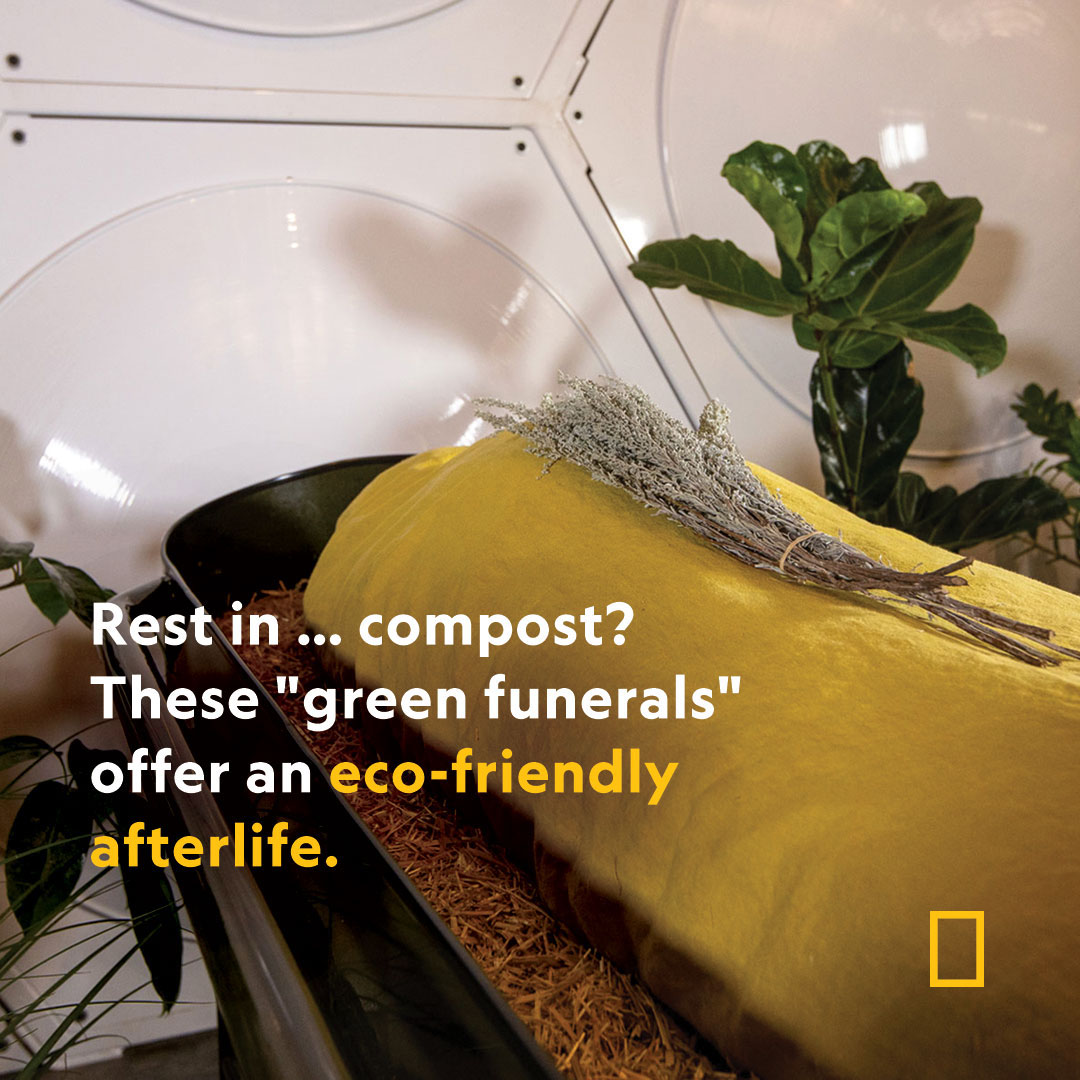 Rest in ... compost?
These "green funerals"
offer an eco-friendly
afterlife.